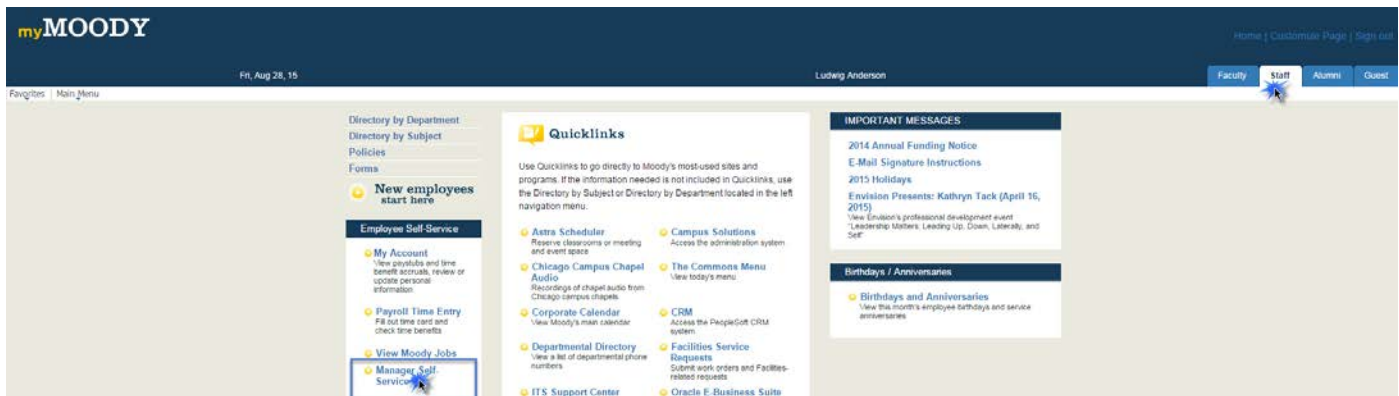 myMOODY
Home | Customize Page | Sign out
Fri, Aug 28, 15
Ludwig Anderson
Faculty
Staff
Alumni
Guest
Favorites
Main Menu
Directory by Department
Directory by Subject
Policies
Forms
New employees
start here
Employee Self-Service
My Account
View paystubs and time
benefit accruals, review or
update personal
information
Payroll Time Entry
Fill out time card and
check time benefits
View Moody Jobs
Manager Self-
Service
Quicklinks
Use Quicklinks to go directly to Moody's most-used sites and
programs. If the information needed is not included in Quicklinks, use
the Directory by Subject or Directory by Department located in the left
navigation menu.
Astra Scheduler
Reserve classrooms or meeting
and event space
Chicago Campus Chapel
Audio
Recordings of chapel audio from
Chicago campus chapels
Corporate Calendar
View Moody's main calendar
Departmental Directory
View a list of departmental phone
numbers
ITS Support Center
Campus Solutions
Access the administration system
The Commons Menu
View today's menu
CRM
Access the PeopleSoft CRM
system
Facilities Service
Requests
Submit work orders and Facilities-
related requests
Oracle E-Business Suite
IMPORTANT MESSAGES
2014 Annual Funding Notice
E-Mail Signature Instructions
2015 Holidays
Envision Presents: Kathryn Tack (April 16,
2015)
View Envision's professional development event
"Leadership Matters: Leading Up, Down, Laterally, and
Self"
Birthdays / Anniversaries
Birthdays and Anniversaries
View this month's employee birthdays and service
anniversaries